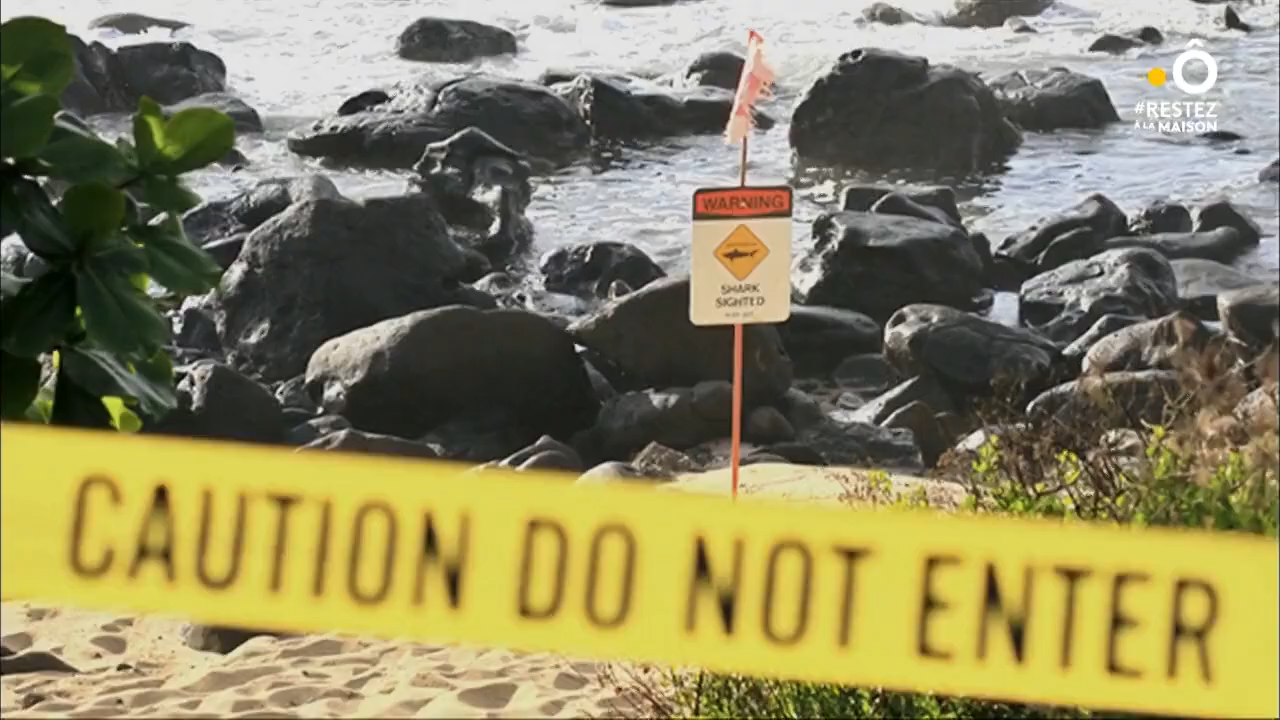 Ô
#RESTEZ
À LA MAISON
WARNING
SHARK
SIGHTED
CAUTION DO NOT ENTER